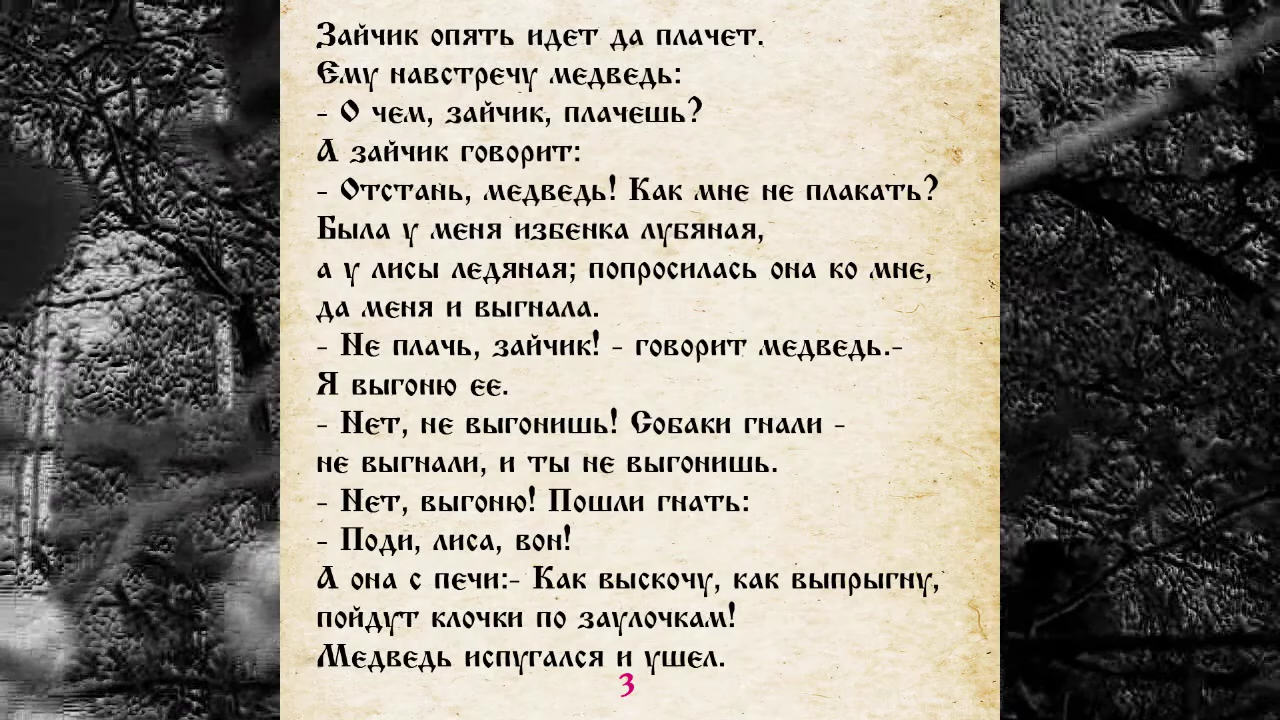 Зайчик опять идет да плачет.
Ему навстречу медведь:
- О чем, зайчик, плачешь?
А зайчик говорит:
- Отстань, медведь! Как мне не плакать?
Была у меня избенка лубяная,
а у лисы ледяная; попросилась она ко мне,
да меня и выгнала.
- Не плачь, зайчик! - говорит медведь.-
Я выгоню ее.
- Нет, не выгонишь! Собаки гнали -
не выгнали, и ты не выгонишь.
- Нет, выгоню! Пошли гнать:
- Поди, лиса, вон!
А она с печи:- Как выскочу, как выпрыгну,
пойдут клочки по заулочкам!
Медведь испугался и ушел.
3